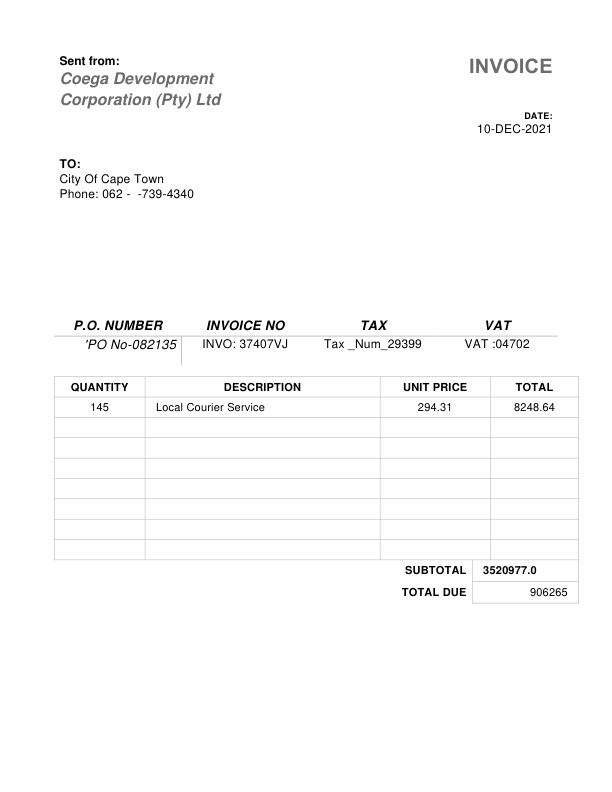 Sent from:
Coega Development
Corporation (Pty) Ltd
INVOICE
DATE:
10-DEC-2021
TO:
City Of Cape Town
Phone: 062 -  -739-4340
P.O. NUMBER INVOICE NO TAX VAT
'PO No-082135 INVO: 37407VJ Tax _Num_29399 VAT :04702
QUANTITY DESCRIPTION UNIT PRICE TOTAL
145 Local Courier Service 294.31 8248.64
SUBTOTAL 3520977.0
TOTAL DUE 906265